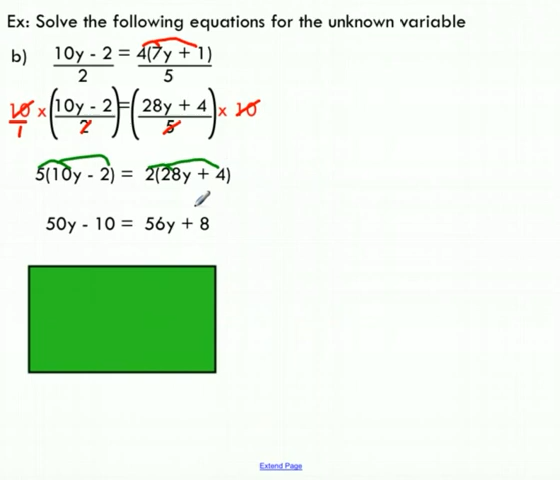 Ex: Solve the following equations for the unknown variable
b) 10y - 2 = 4(7y + 1)
2 5
10 x (10y - 2) = (28y + 4) x 10
1 2 5
5(10y - 2) = 2(28y + 4)
50y - 10 = 56y + 8
Extend Page